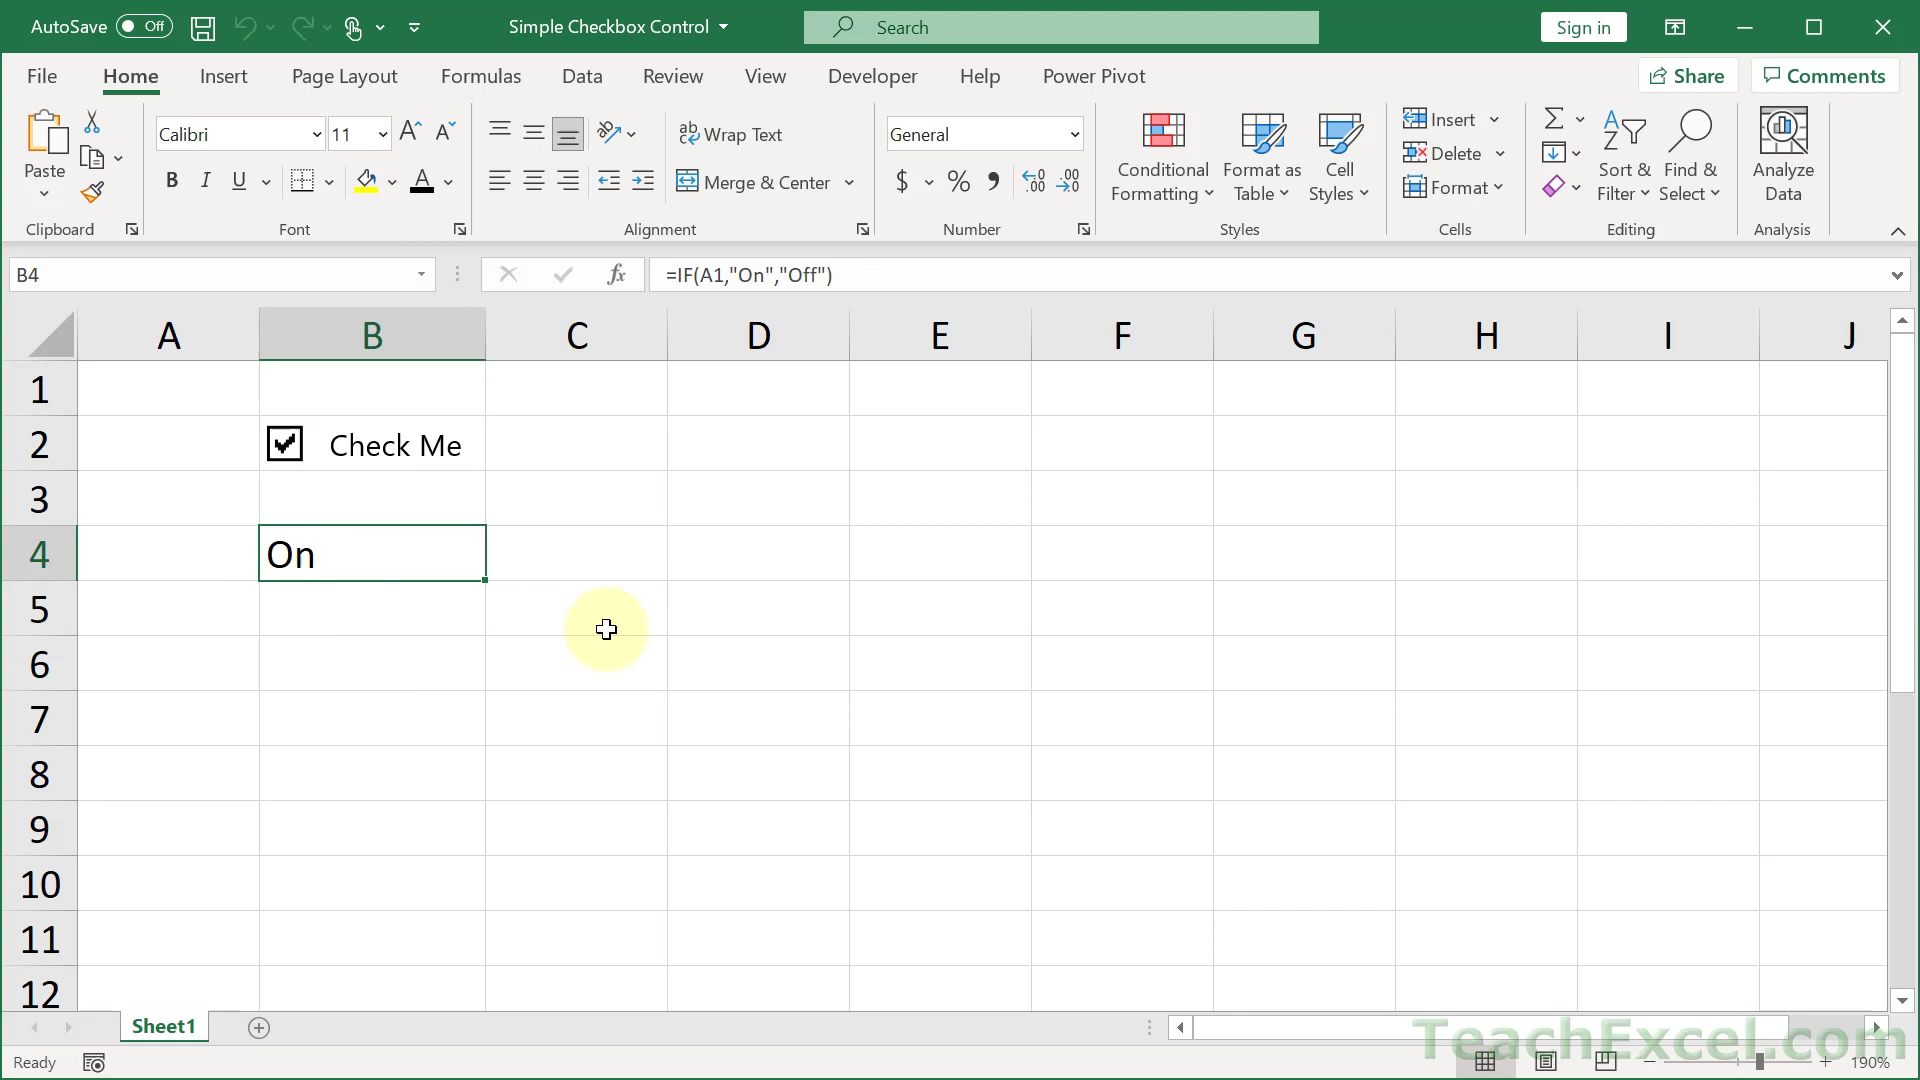 AutoSave Off
Simple Checkbox Control
Search
Sign in
File Home Insert Page Layout Formulas Data Review View Developer Help Power Pivot
Share Comments
Paste
Clipboard
Calibri 11
B I U
Font
Wrap Text
Merge & Center
Alignment
General
$ % 9 .00 .00
Number
Conditional Formatting
Format as Table
Cell Styles
Styles
Insert
Delete
Format
Cells
Sort & Filter
Find & Select
Editing
Analyze Data
Analysis
B4 fx =IF(A1,"On","Off")
A B C D E F G H I J
1
2 Check Me
3
4 On
5
6
7
8
9
10
11
12
Sheet1
TeachExcel.com
Ready 190%